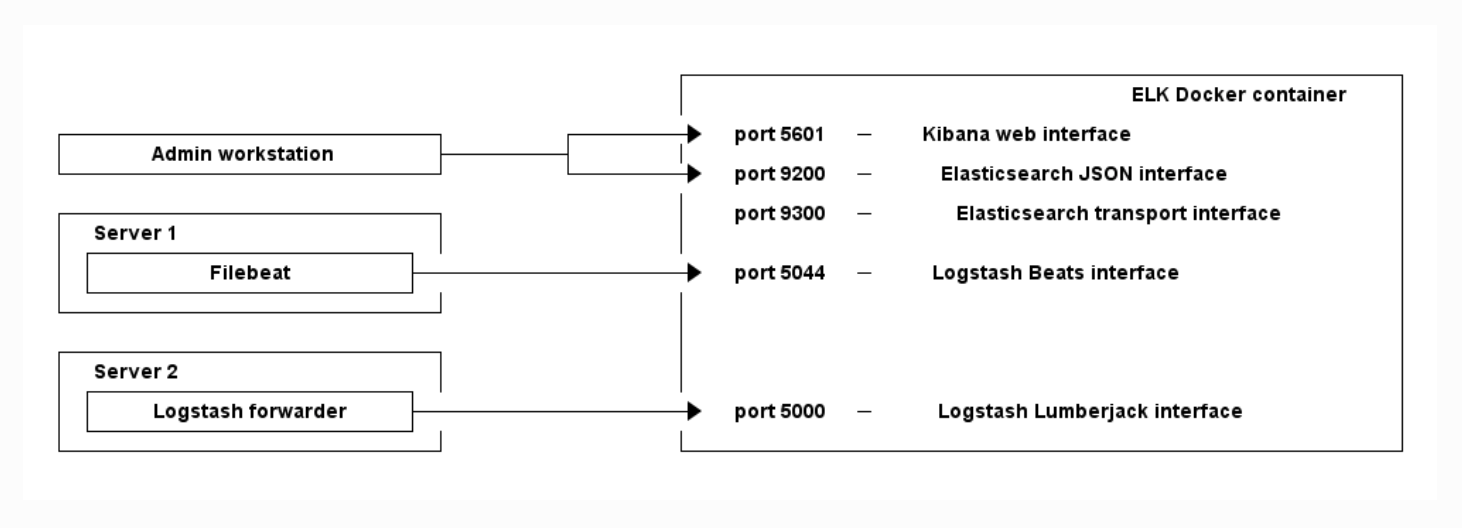 ELK Docker container
Admin workstation
port 5601 — Kibana web interface
port 9200 — Elasticsearch JSON interface
port 9300 — Elasticsearch transport interface
Server 1
Filebeat
port 5044 — Logstash Beats interface
Server 2
Logstash forwarder
port 5000 — Logstash Lumberjack interface